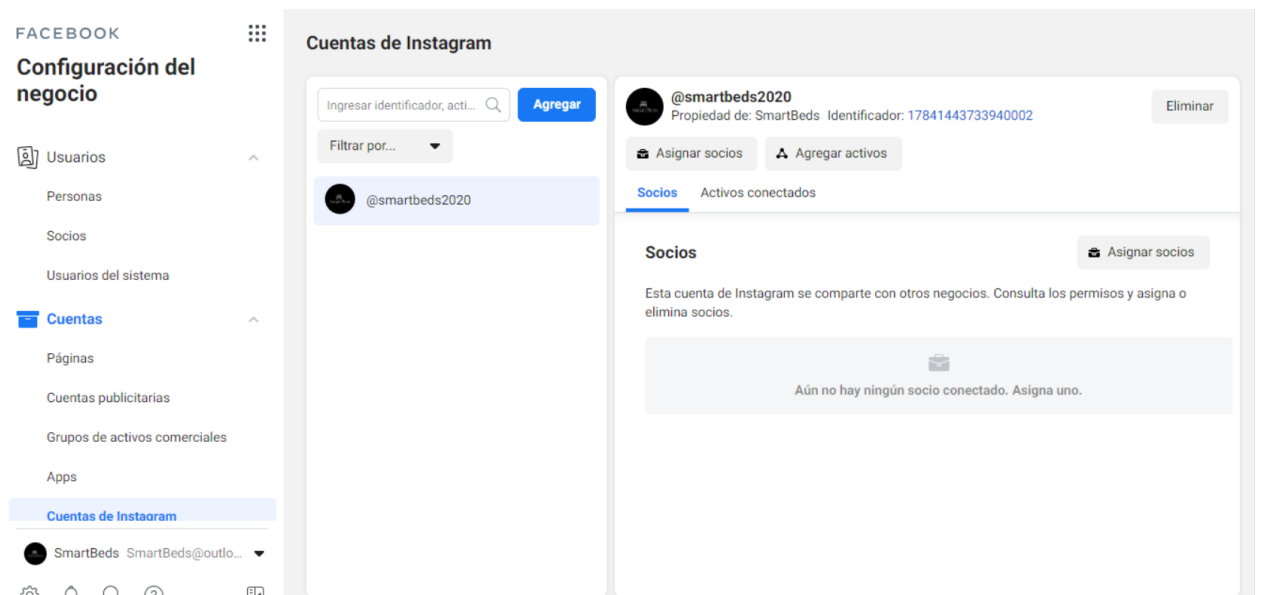 FACEBOOK
Configuración del
negocio
Usuarios
Personas
Socios
Usuarios del sistema
Cuentas
Páginas
Cuentas publicitarias
Grupos de activos comerciales
Apps
Cuentas de Instagram
SmartBeds SmartBeds@outlo...
Cuentas de Instagram
Ingresar identificador, acti...
Agregar
Filtrar por...
@smartbeds2020
@smartbeds2020
Propiedad de: SmartBeds Identificador: 17841443733940002
Eliminar
Asignar socios
Agregar activos
Socios
Activos conectados
Socios
Asignar socios
Esta cuenta de Instagram se comparte con otros negocios. Consulta los permisos y asigna o
elimina socios.
Aún no hay ningún socio conectado. Asigna uno.